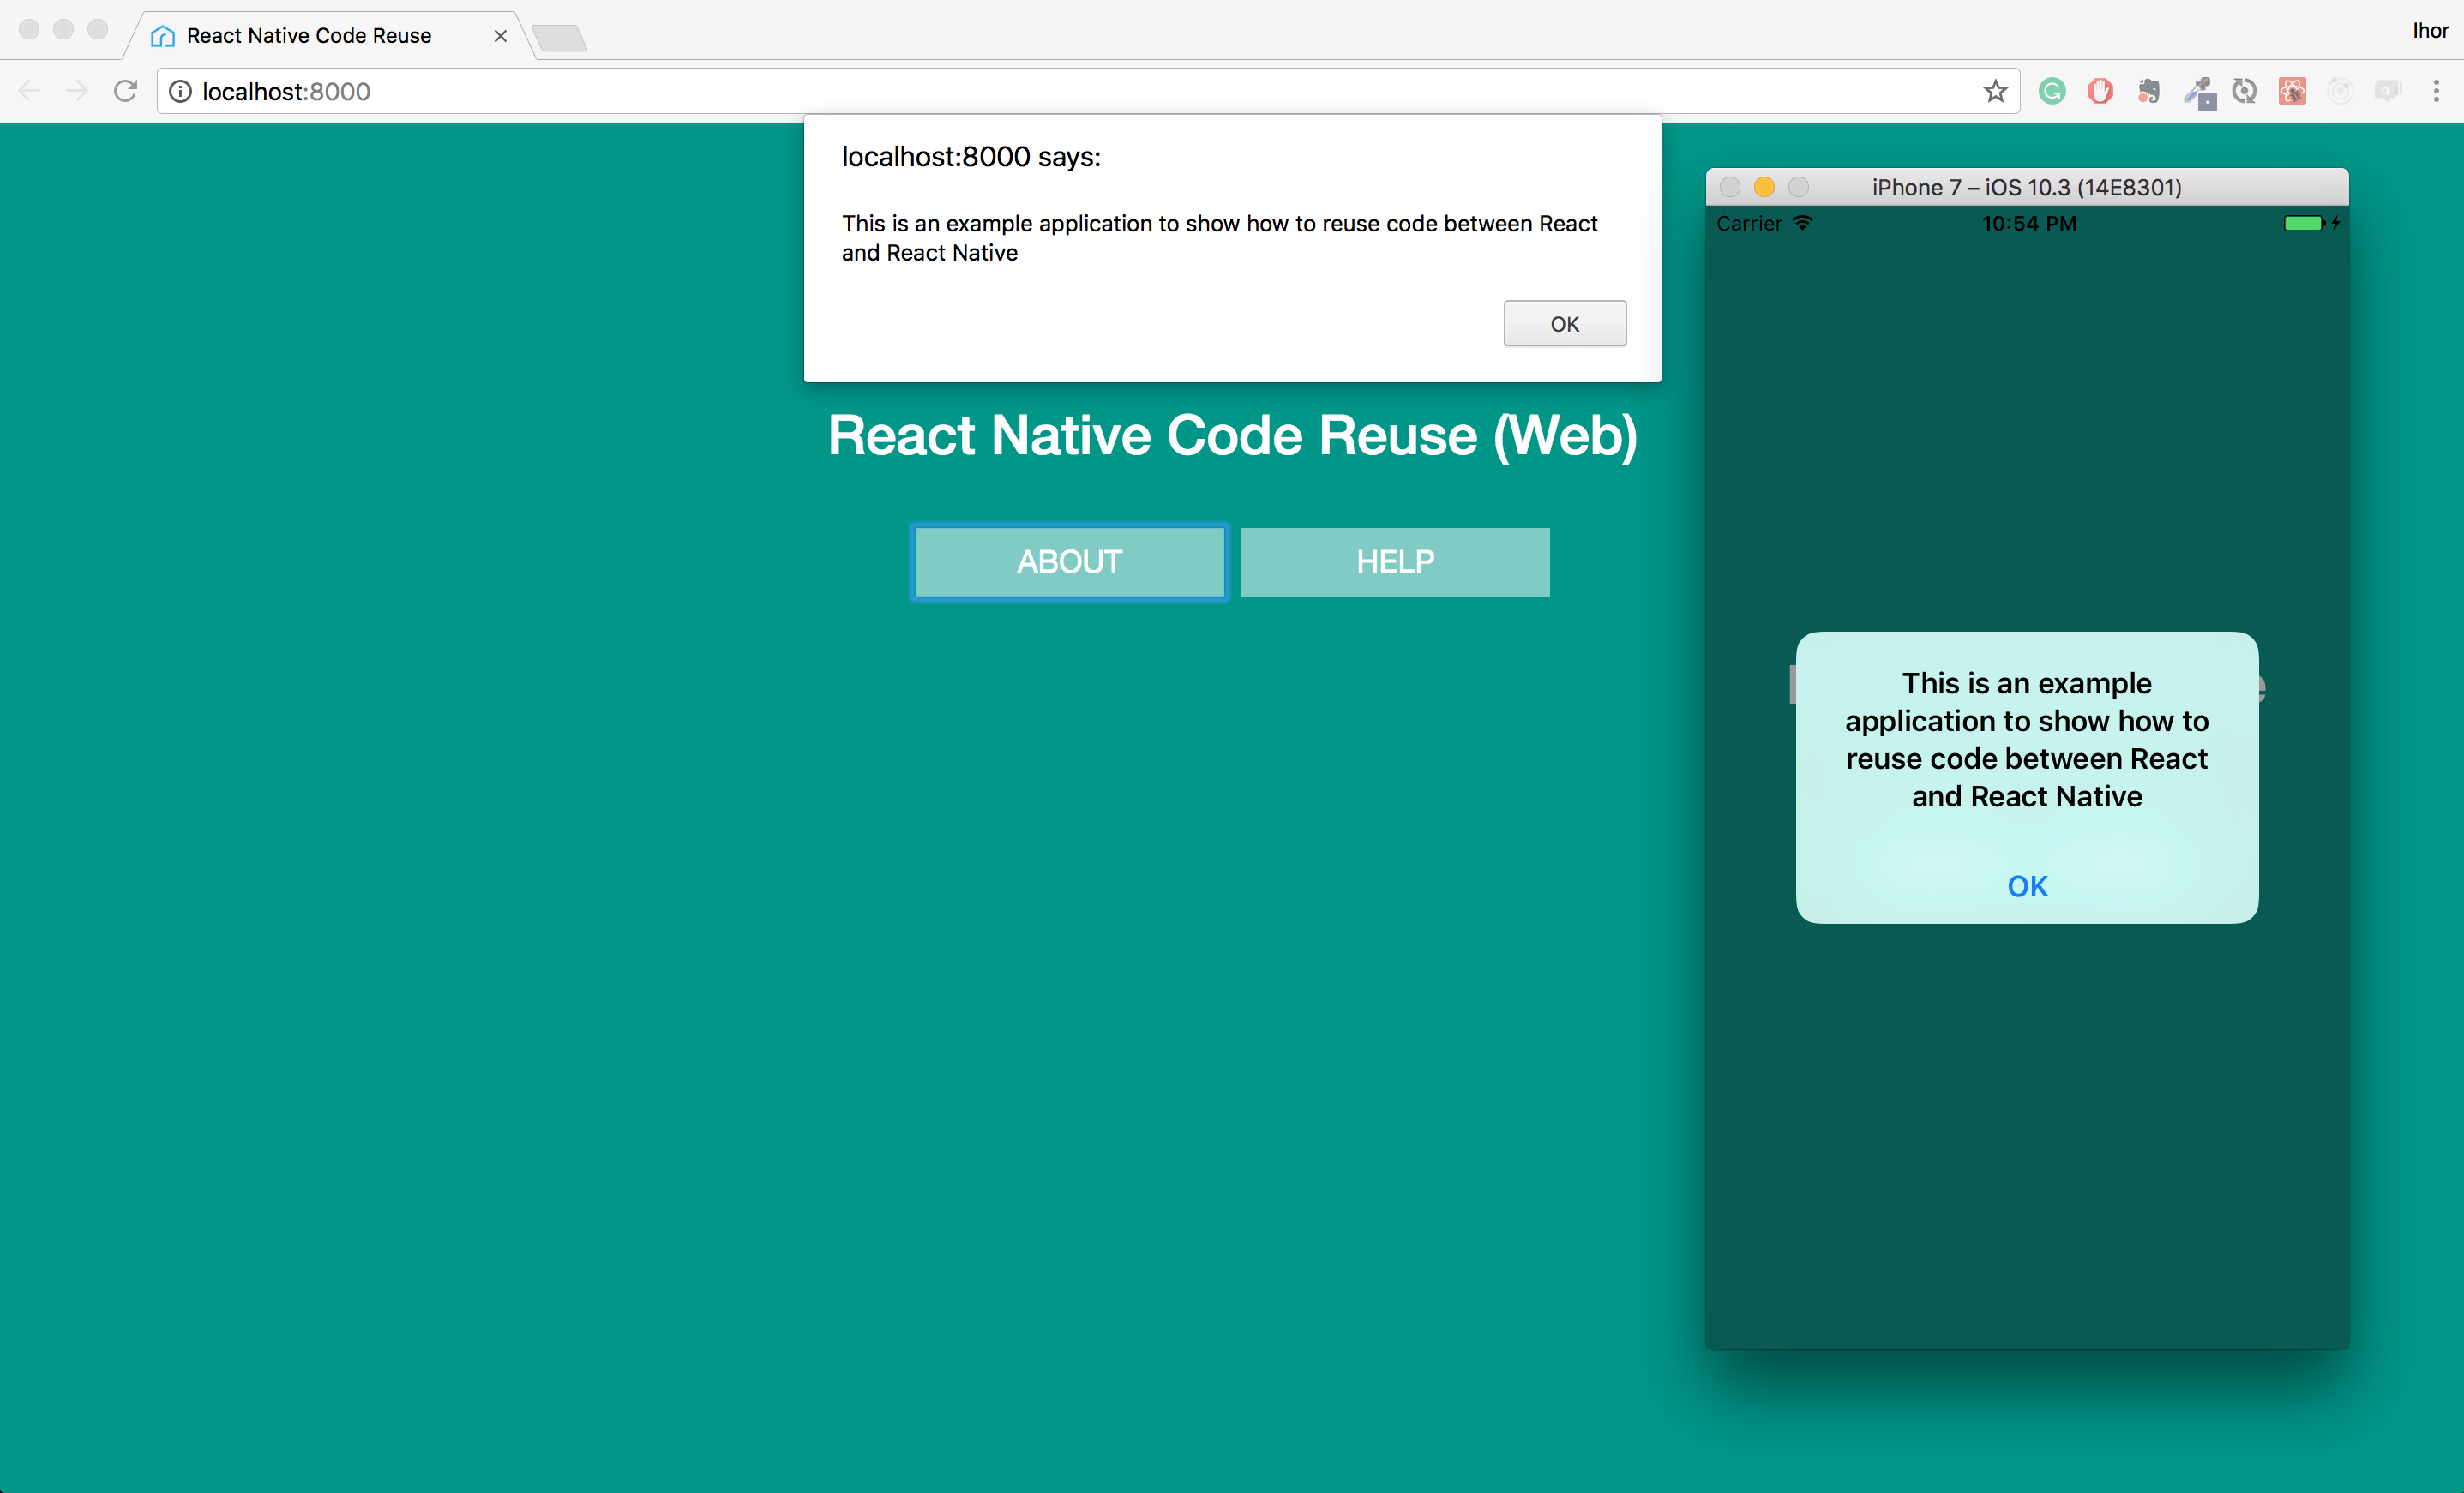 React Native Code Reuse
Ihor
localhost:8000
localhost:8000 says:
This is an example application to show how to reuse code between React
and React Native
OK
React Native Code Reuse (Web)
ABOUT
HELP
iPhone 7 – iOS 10.3 (14E8301)
Carrier
10:54 PM
This is an example
application to show how to
reuse code between React
and React Native
OK